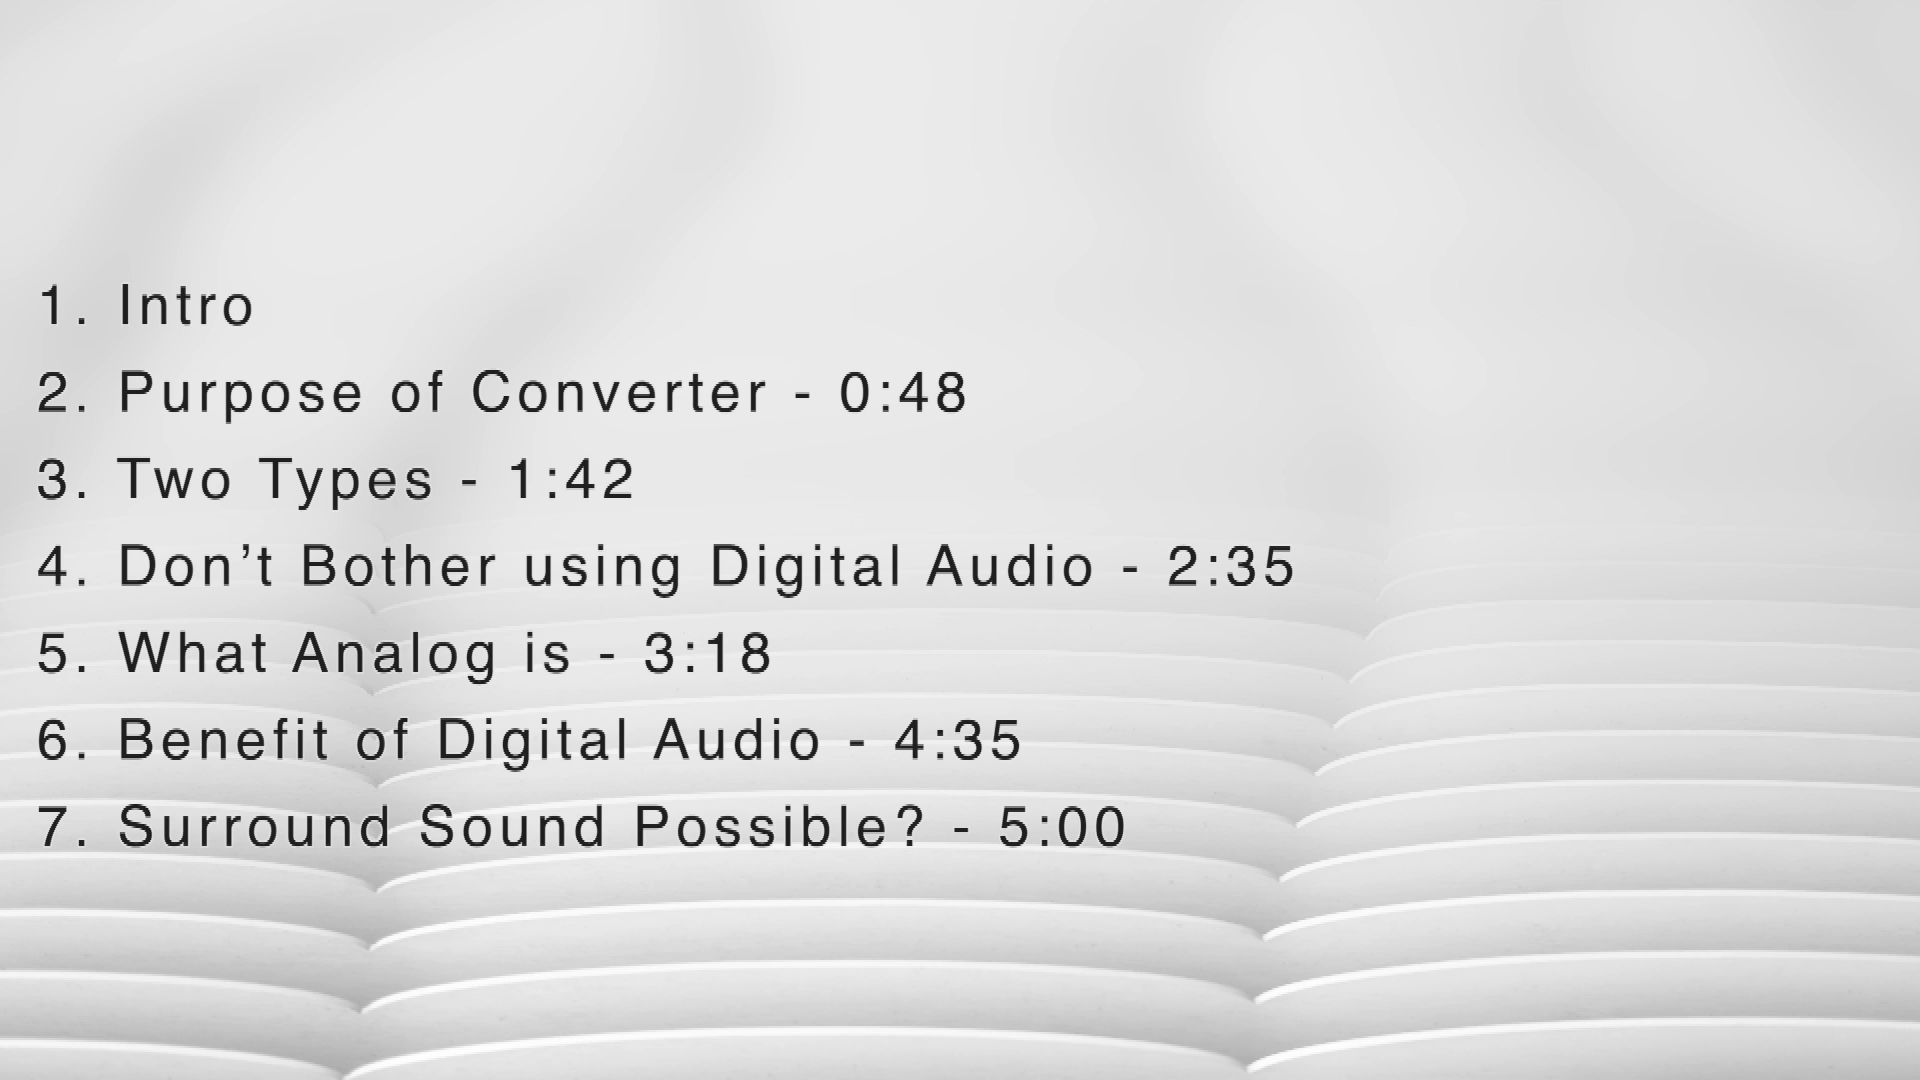 1. Intro
2. Purpose of Converter - 0:48
3. Two Types - 1:42
4. Don’t Bother using Digital Audio - 2:35
5. What Analog is - 3:18
6. Benefit of Digital Audio - 4:35
7. Surround Sound Possible? - 5:00